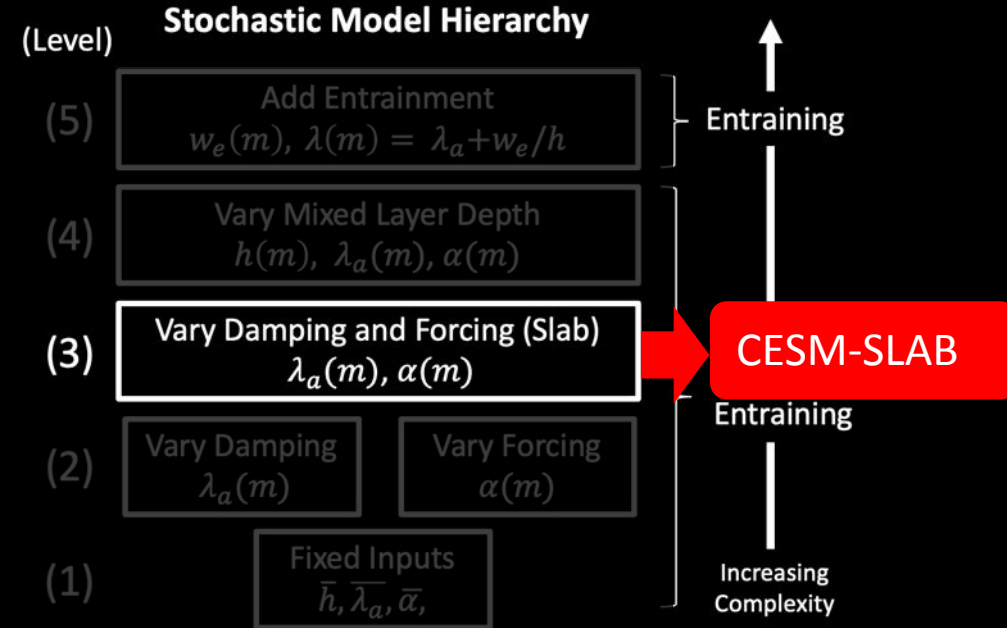 Stochastic Model Hierarchy
(Level)
(5)
Add Entrainment
w_e(m), λ(m) = λ_a+w_e/h
Entraining
(4)
Vary Mixed Layer Depth
h(m), λ_a(m), α(m)
(3)
Vary Damping and Forcing (Slab)
λ_a(m), α(m)
CESM-SLAB
Entraining
(2)
Vary Damping
λ_a(m)
Vary Forcing
α(m)
(1)
Fixed Inputs
h̅, λ_a̅, α̅,
Increasing
Complexity